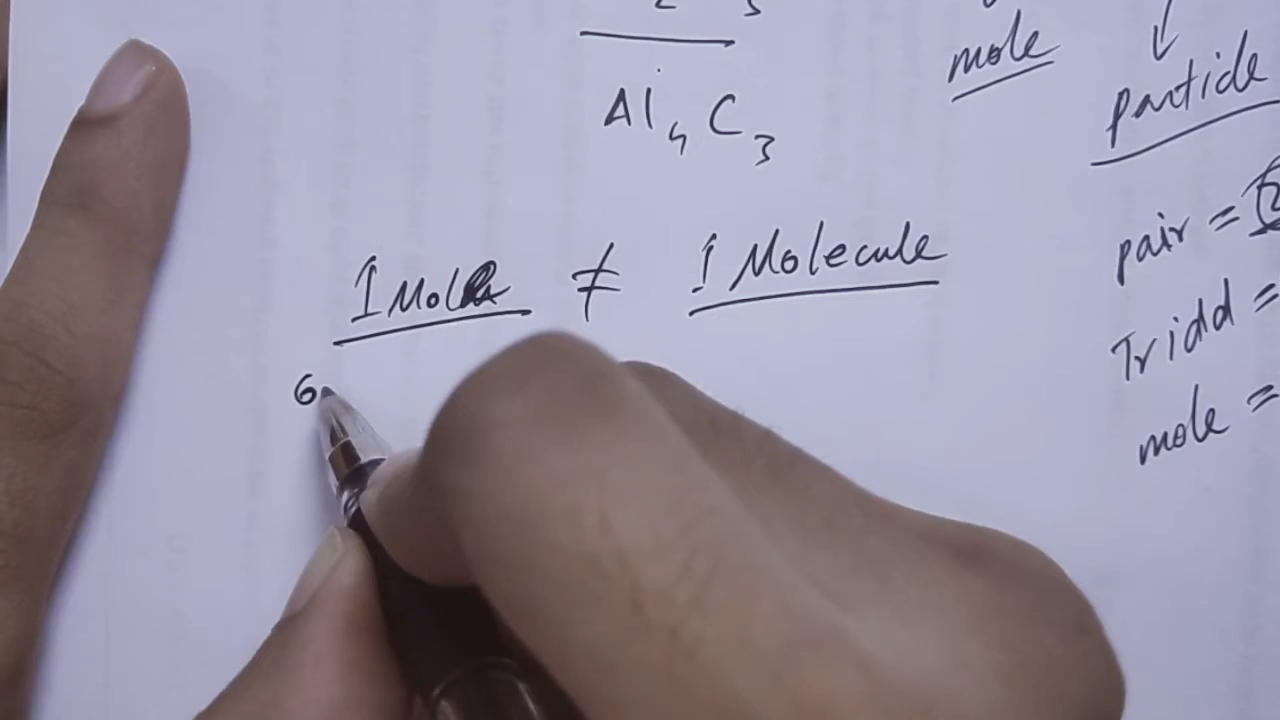 mole
particle
Al₄C₃
1 Mole ≠ 1 Molecule
pair =
Tridd =
mole =
6